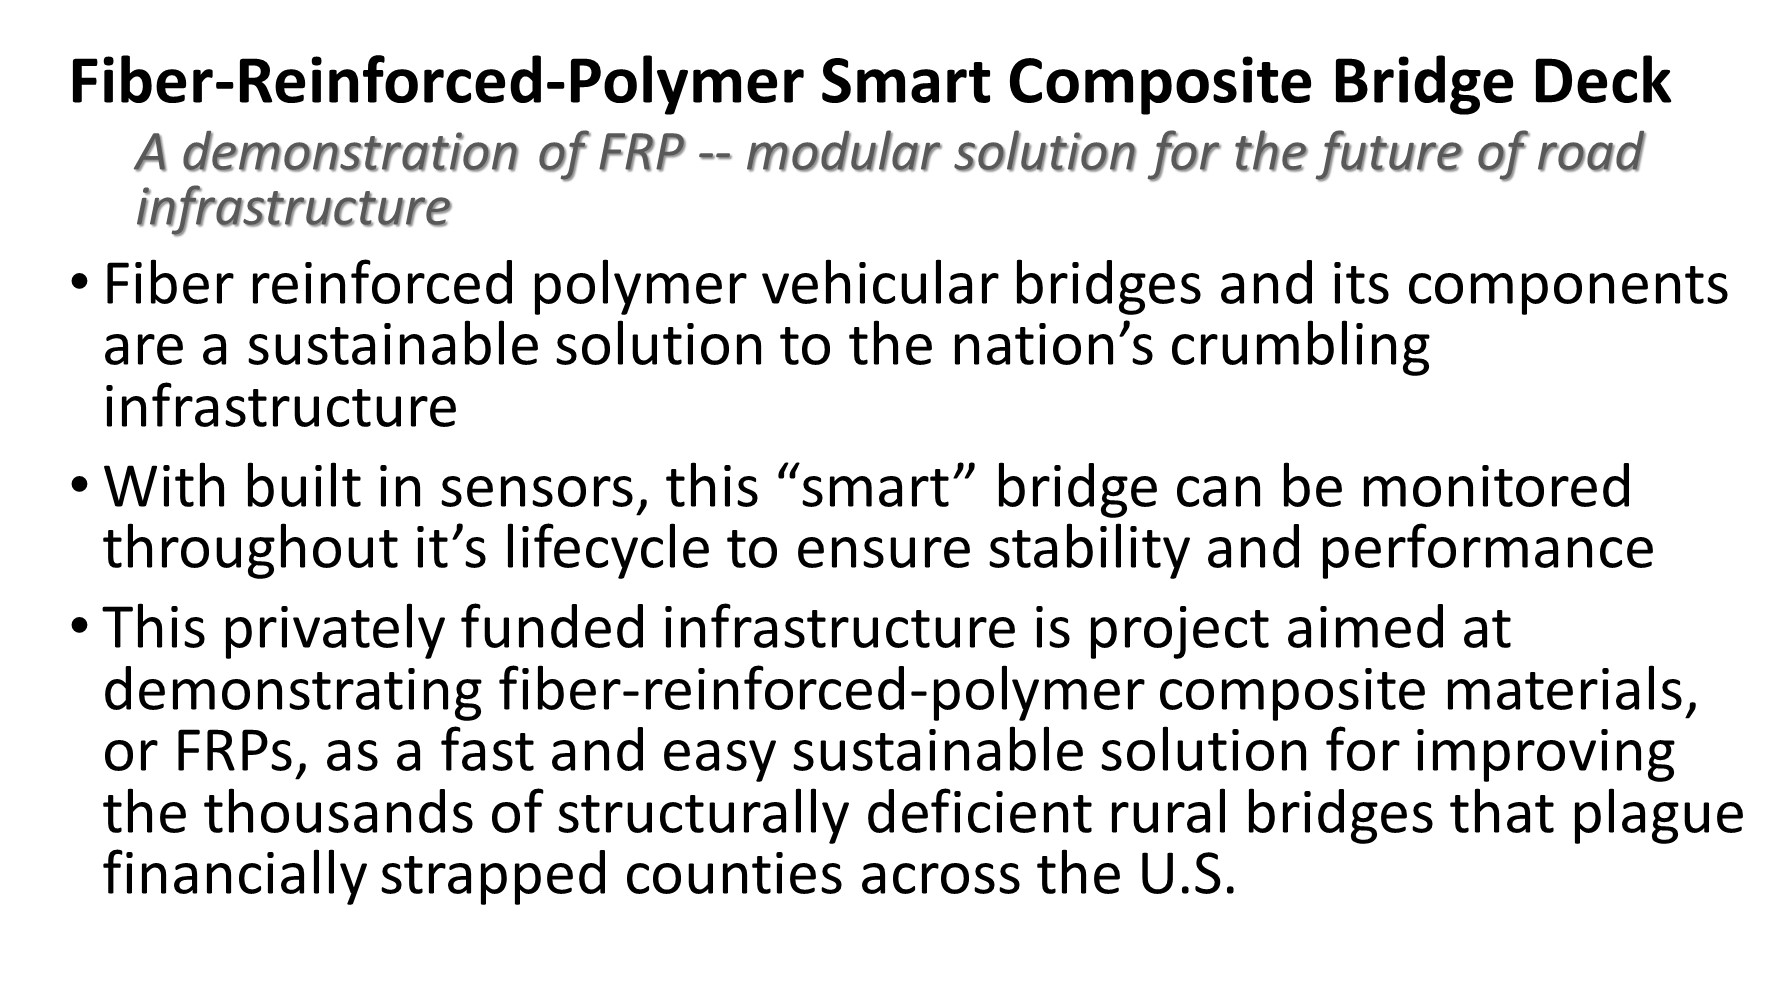 Fiber-Reinforced-Polymer Smart Composite Bridge Deck
A demonstration of FRP -- modular solution for the future of road
infrastructure
• Fiber reinforced polymer vehicular bridges and its components
are a sustainable solution to the nation’s crumbling
infrastructure
• With built in sensors, this “smart” bridge can be monitored
throughout it’s lifecycle to ensure stability and performance
• This privately funded infrastructure is project aimed at
demonstrating fiber-reinforced-polymer composite materials,
or FRPs, as a fast and easy sustainable solution for improving
the thousands of structurally deficient rural bridges that plague
financially strapped counties across the U.S.